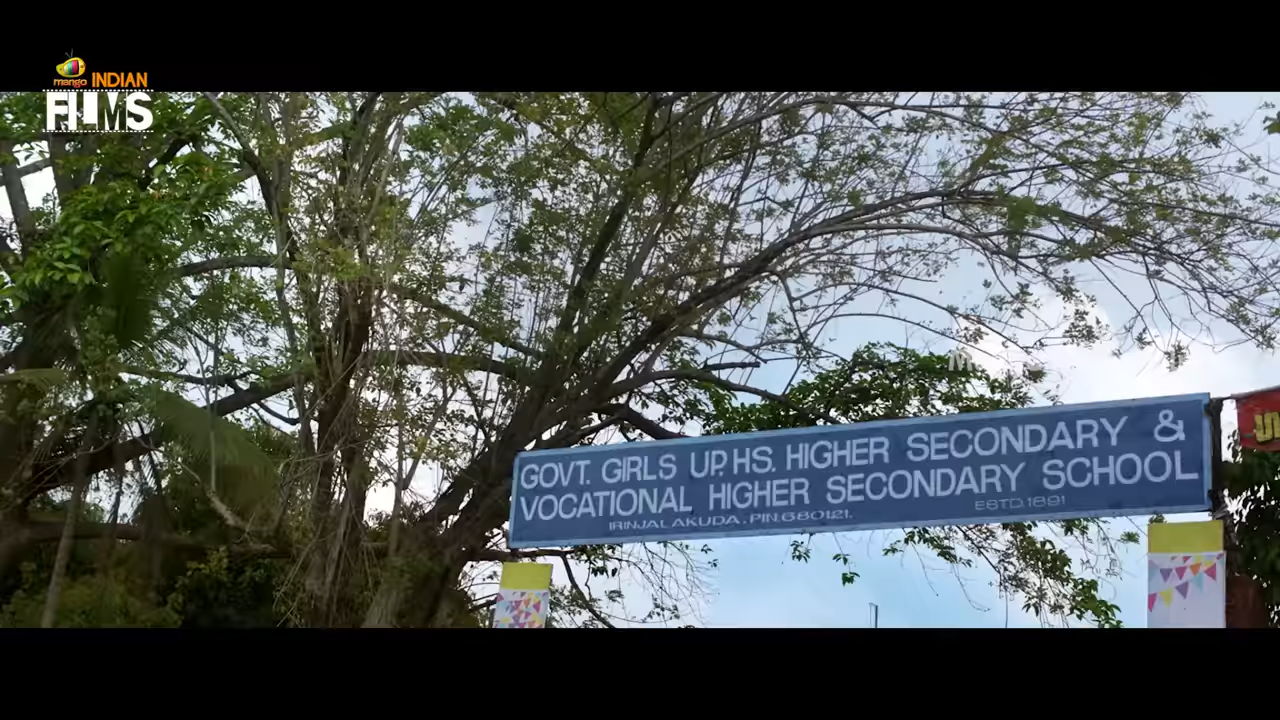 mango INDIAN
FILMS
GOVT. GIRLS UP. HS. HIGHER SECONDARY &
VOCATIONAL HIGHER SECONDARY SCHOOL
IRINJALAKUDA. PIN.680121.
ESTD.1891